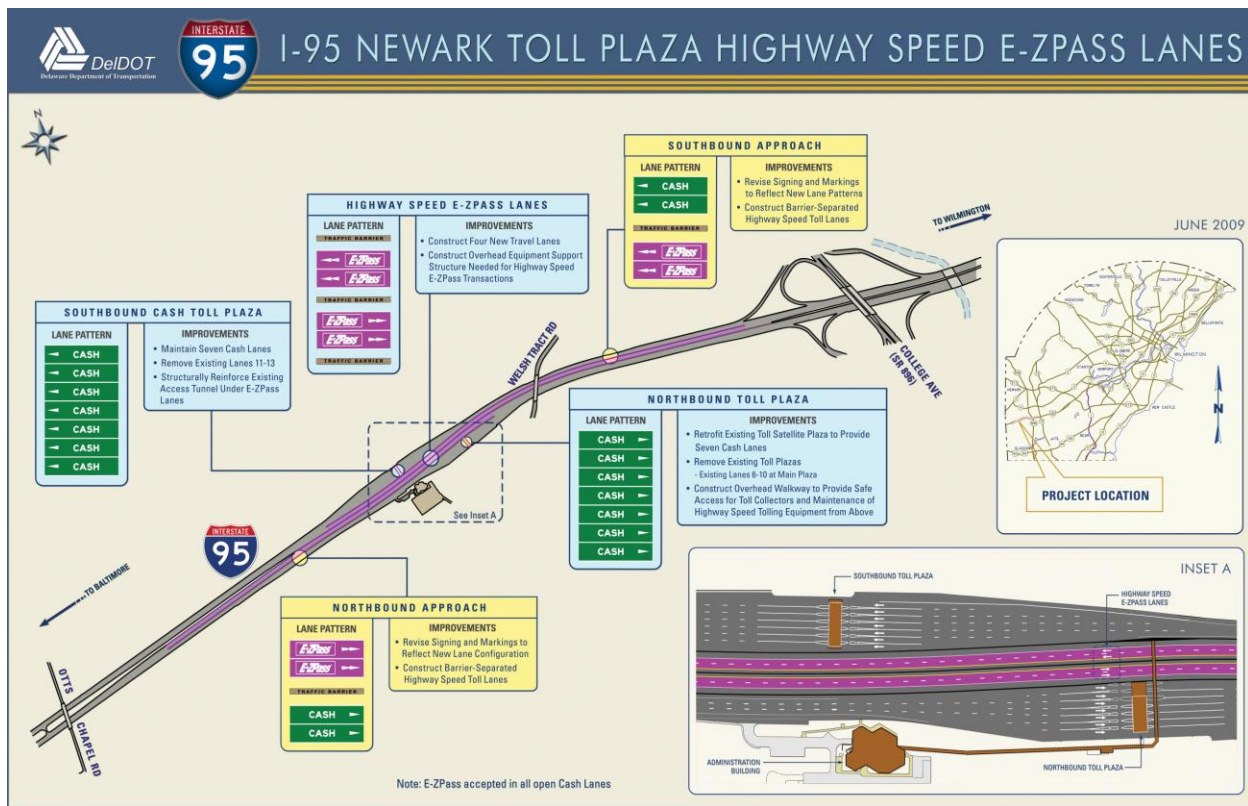 DelDOT
Delaware Department of Transportation
INTERSTATE
95
I-95 NEWARK TOLL PLAZA HIGHWAY SPEED E-ZPASS LANES
N
SOUTHBOUND APPROACH
LANE PATTERN
CASH
CASH
TRAFFIC BARRIER
E-ZPass
E-ZPass
IMPROVEMENTS
• Revise Signing and Markings
to Reflect New Lane Patterns
• Construct Barrier-Separated
Highway Speed Toll Lanes
HIGHWAY SPEED E-ZPASS LANES
LANE PATTERN
TRAFFIC BARRIER
E-ZPass
E-ZPass
TRAFFIC BARRIER
E-ZPass
E-ZPass
TRAFFIC BARRIER
IMPROVEMENTS
• Construct Four New Travel Lanes
• Construct Overhead Equipment Support
Structure Needed for Highway Speed
E-ZPass Transactions
SOUTHBOUND CASH TOLL PLAZA
LANE PATTERN
CASH
CASH
CASH
CASH
CASH
CASH
CASH
IMPROVEMENTS
• Maintain Seven Cash Lanes
• Remove Existing Lanes 11-13
• Structurally Reinforce Existing
Access Tunnel Under E-ZPass
Lanes
TO WILMINGTON
WELSH TRACT RD
COLLEGE AVE
(SR 896)
NORTHBOUND TOLL PLAZA
LANE PATTERN
CASH
CASH
CASH
CASH
CASH
CASH
CASH
IMPROVEMENTS
• Retrofit Existing Toll Satellite Plaza to Provide
Seven Cash Lanes
• Remove Existing Toll Plazas
- Existing Lanes 6-10 at Main Plaza
• Construct Overhead Walkway to Provide Safe
Access for Toll Collectors and Maintenance of
Highway Speed Tolling Equipment from Above
See Inset A
INTERSTATE
95
TO BALTIMORE
OTTS
CHAPEL RD
NORTHBOUND APPROACH
LANE PATTERN
E-ZPass
E-ZPass
TRAFFIC BARRIER
CASH
CASH
IMPROVEMENTS
• Revise Signing and Markings to
Reflect New Lane Configuration
• Construct Barrier-Separated
Highway Speed Toll Lanes
Note: E-ZPass accepted in all open Cash Lanes
JUNE 2009
WILMINGTON
NEWPORT
NEW CASTLE
NEWARK
BEAR
N
PROJECT LOCATION
INSET A
SOUTHBOUND TOLL PLAZA
HIGHWAY SPEED
E-ZPASS LANES
ADMINISTRATION
BUILDING
NORTHBOUND TOLL PLAZA